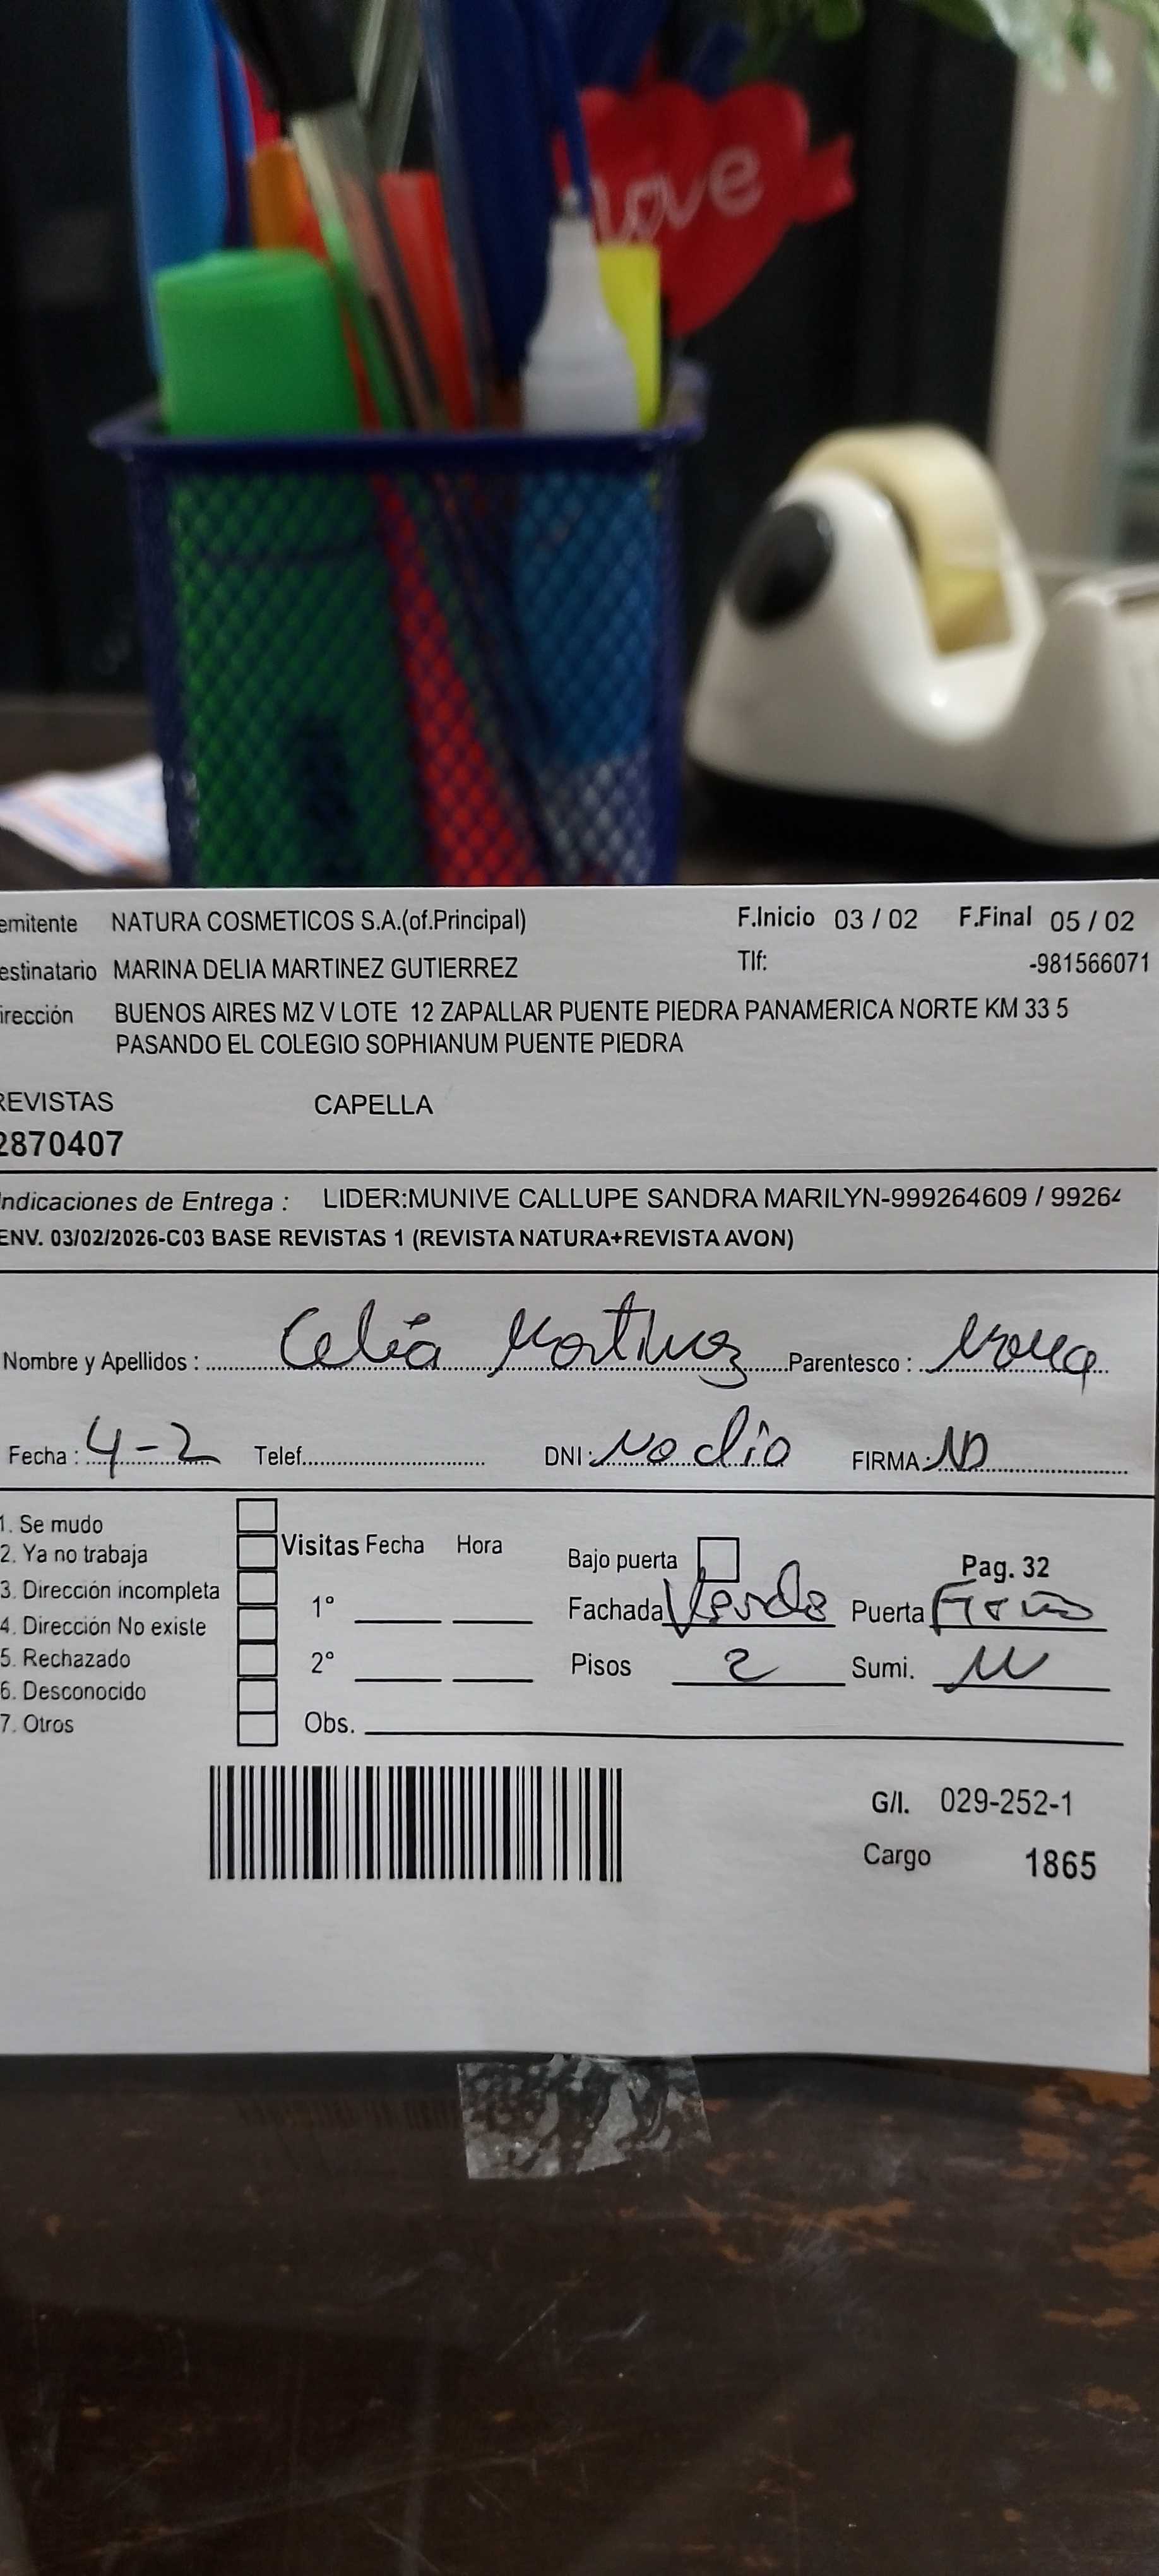 love
emitente NATURA COSMETICOS S.A.(of.Principal) F.Inicio 03 / 02 F.Final 05 / 02
estinatario MARINA DELIA MARTINEZ GUTIERREZ Tlf: -981566071
irección BUENOS AIRES MZ V LOTE 12 ZAPALLAR PUENTE PIEDRA PANAMERICA NORTE KM 33 5
PASANDO EL COLEGIO SOPHIANUM PUENTE PIEDRA
REVISTAS CAPELLA
2870407
Indicaciones de Entrega : LIDER:MUNIVE CALLUPE SANDRA MARILYN-999264609 / 99264
ENV. 03/02/2026-C03 BASE REVISTAS 1 (REVISTA NATURA+REVISTA AVON)
Nombre y Apellidos : Celia Martinez Parentesco :
Fecha : 4-2 Telef. DNI: No dio FIRMA: ND
1. Se mudo
2. Ya no trabaja
3. Dirección incompleta
4. Dirección No existe
5. Rechazado
6. Desconocido
7. Otros
Visitas Fecha Hora
1°
2°
Obs.
Bajo puerta Pag. 32
Fachada Verde Puerta Fierro
Pisos 2 Sumi.
G/I. 029-252-1
Cargo 1865